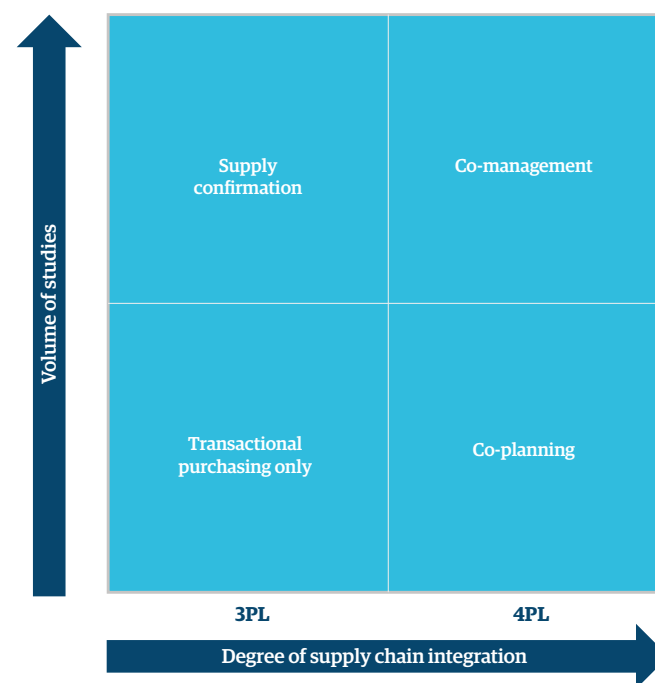 Volume of studies
Supply
confirmation
Co-management
Transactional
purchasing only
Co-planning
3PL
4PL
Degree of supply chain integration